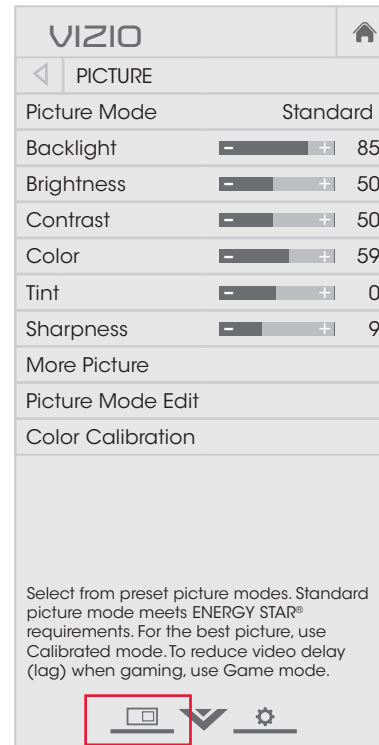 VIZIO
PICTURE
Picture Mode Standard
Backlight - + 85
Brightness - + 50
Contrast - + 50
Color - + 59
Tint - + 0
Sharpness - + 9
More Picture
Picture Mode Edit
Color Calibration
Select from preset picture modes. Standard
picture mode meets ENERGY STAR®
requirements. For the best picture, use
Calibrated mode. To reduce video delay
(lag) when gaming, use Game mode.